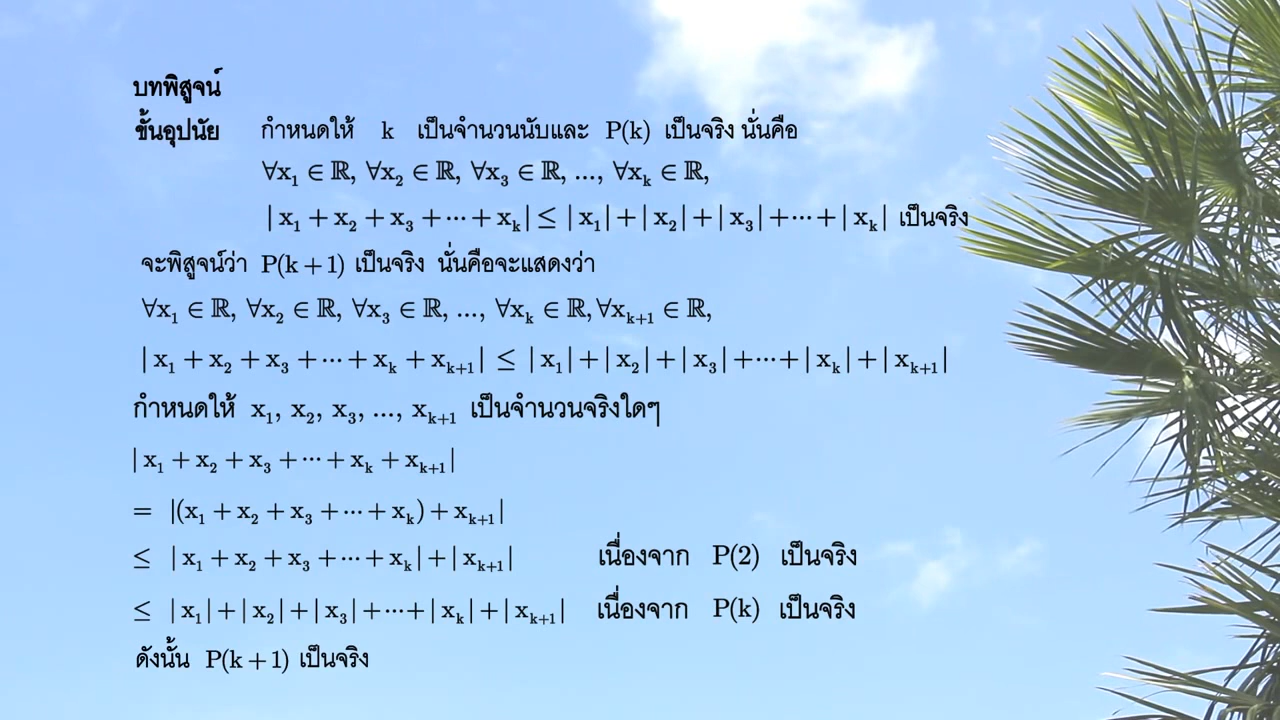 บทพิสูจน์
ขั้นอุปนัย กำหนดให้ k เป็นจำนวนนับและ P(k) เป็นจริง นั่นคือ
∀x₁ ∈ ℝ, ∀x₂ ∈ ℝ, ∀x₃ ∈ ℝ, ..., ∀xₖ ∈ ℝ,
|x₁ + x₂ + x₃ + ⋯ + xₖ| ≤ |x₁| + |x₂| + |x₃| + ⋯ + |xₖ| เป็นจริง
จะพิสูจน์ว่า P(k + 1) เป็นจริง นั่นคือจะแสดงว่า
∀x₁ ∈ ℝ, ∀x₂ ∈ ℝ, ∀x₃ ∈ ℝ, ..., ∀xₖ ∈ ℝ, ∀xₖ₊₁ ∈ ℝ,
|x₁ + x₂ + x₃ + ⋯ + xₖ + xₖ₊₁| ≤ |x₁| + |x₂| + |x₃| + ⋯ + |xₖ| + |xₖ₊₁|
กำหนดให้ x₁, x₂, x₃, ..., xₖ₊₁ เป็นจำนวนจริงใดๆ
|x₁ + x₂ + x₃ + ⋯ + xₖ + xₖ₊₁|
= |(x₁ + x₂ + x₃ + ⋯ + xₖ) + xₖ₊₁|
≤ |x₁ + x₂ + x₃ + ⋯ + xₖ| + |xₖ₊₁| เนื่องจาก P(2) เป็นจริง
≤ |x₁| + |x₂| + |x₃| + ⋯ + |xₖ| + |xₖ₊₁| เนื่องจาก P(k) เป็นจริง
ดังนั้น P(k + 1) เป็นจริง